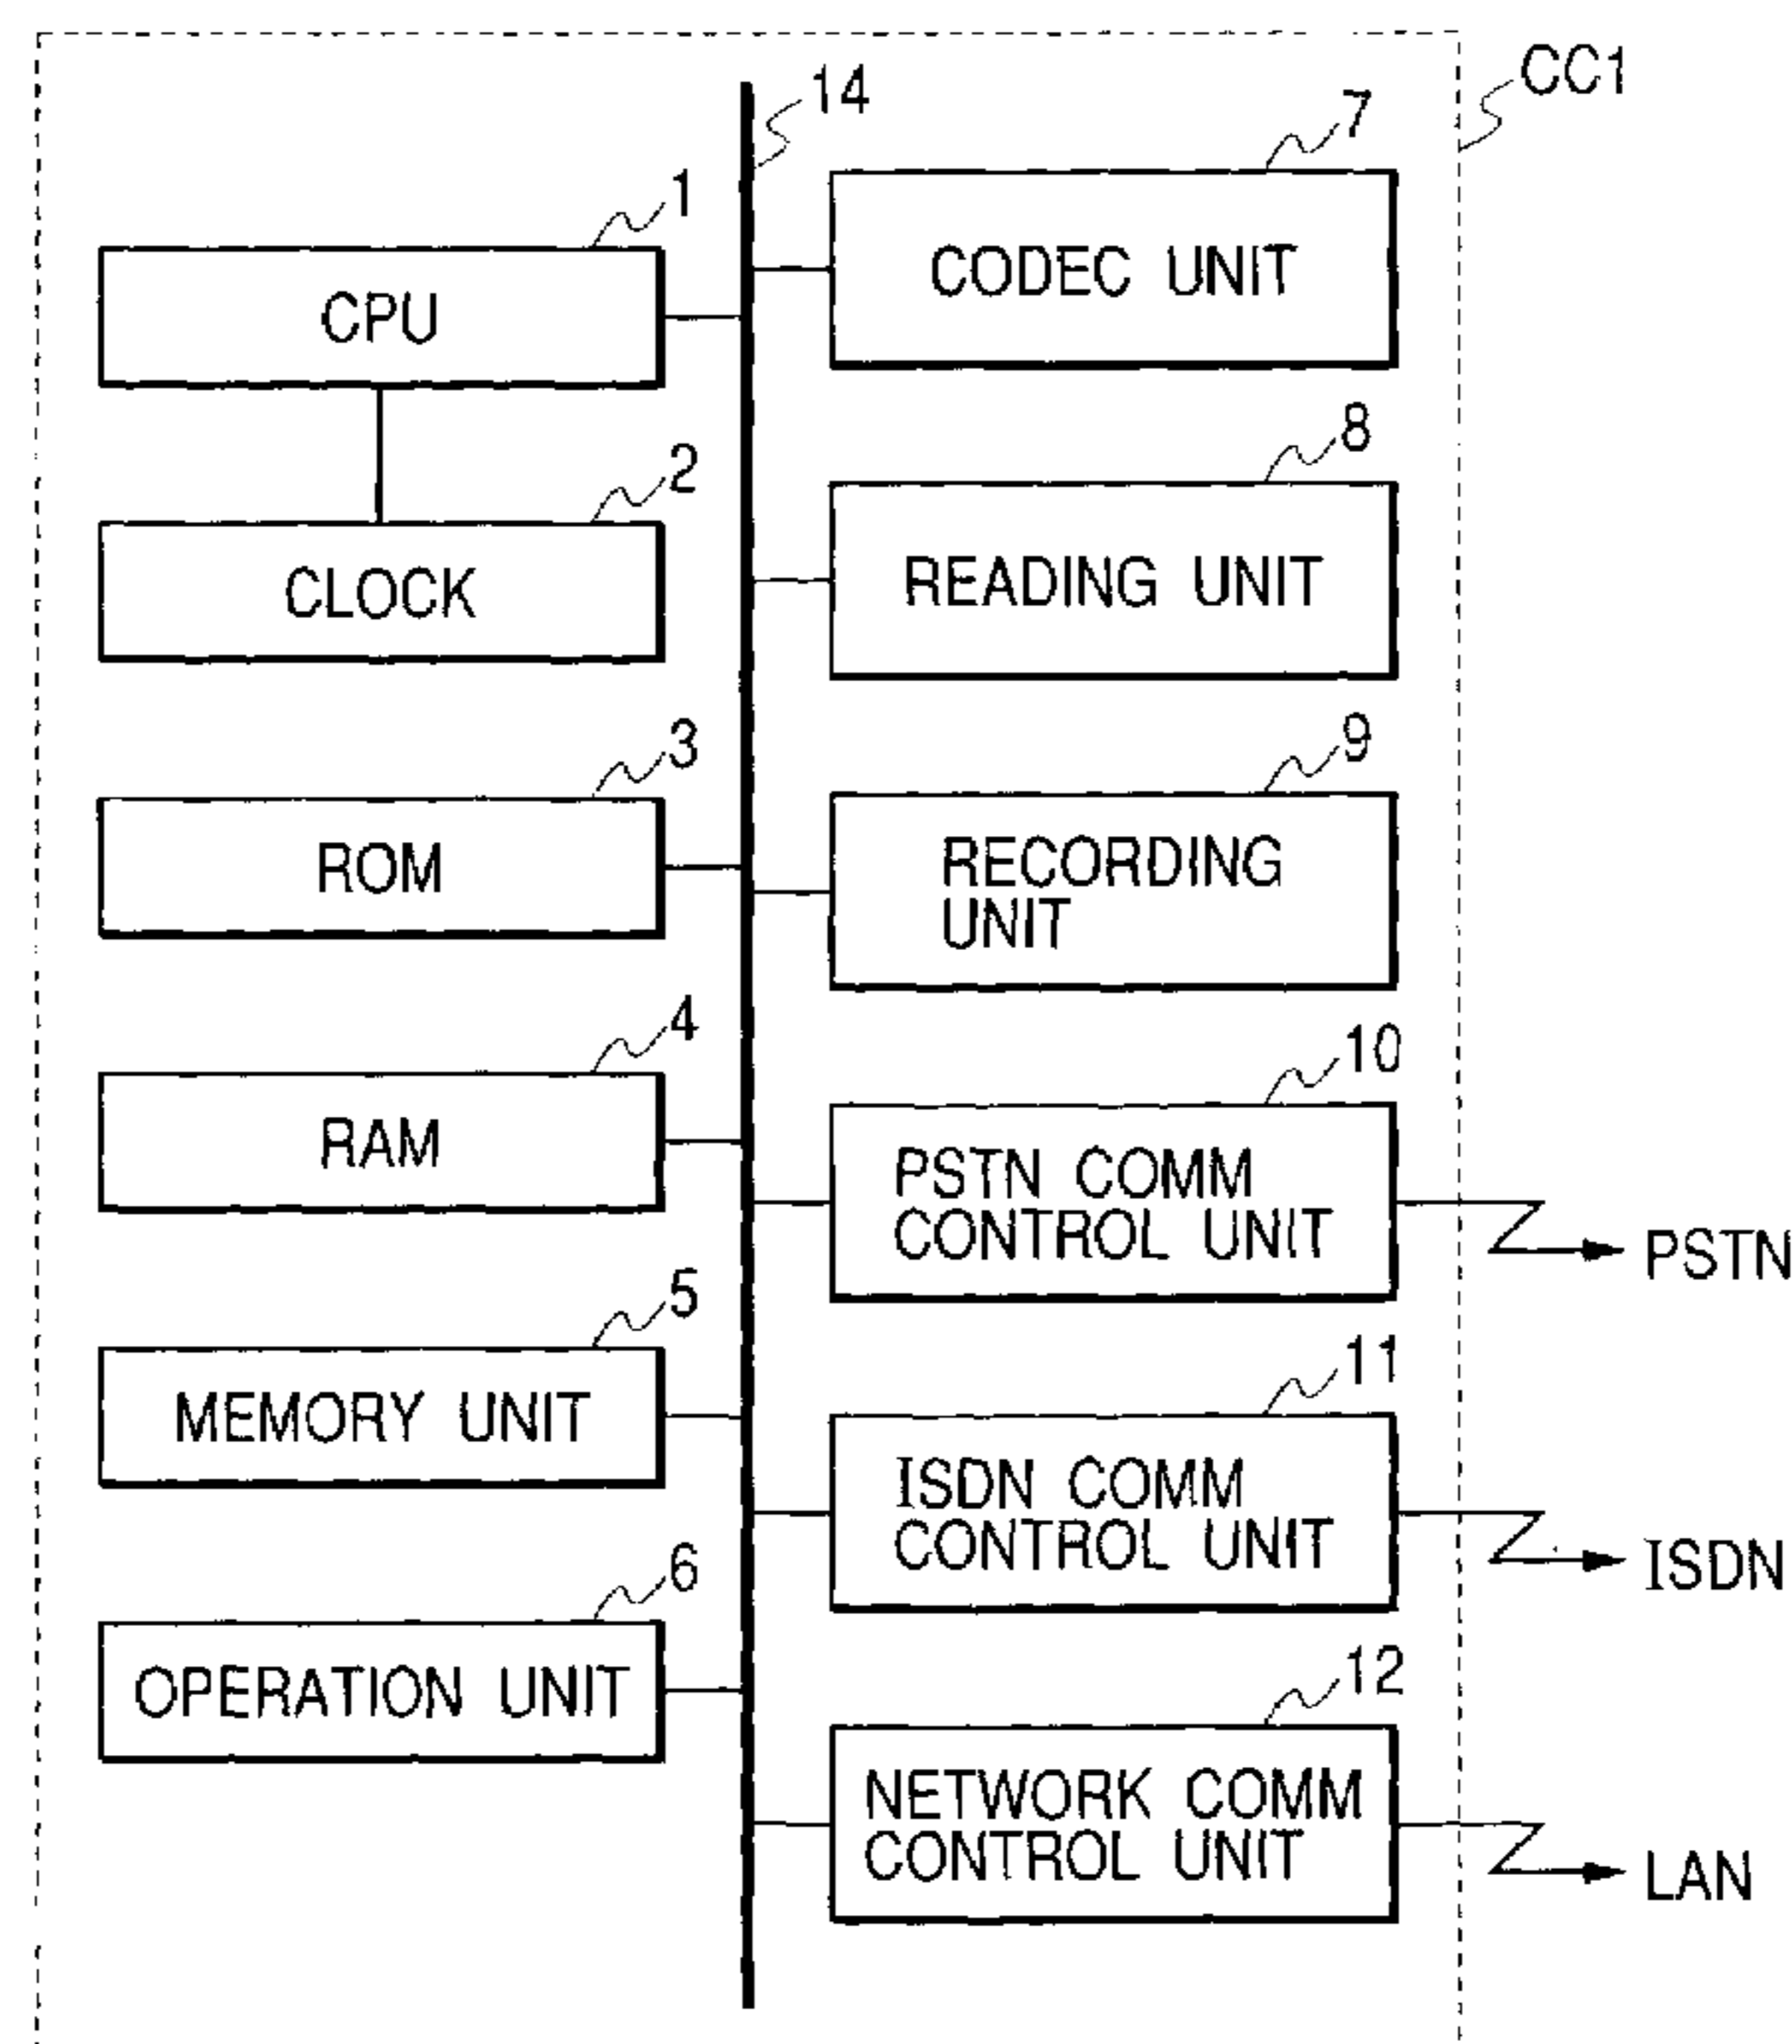 CC1
14
1
CPU
2
CLOCK
3
ROM
4
RAM
5
MEMORY UNIT
6
OPERATION UNIT
7
CODEC UNIT
8
READING UNIT
9
RECORDING
UNIT
10
PSTN COMM
CONTROL UNIT
PSTN
11
ISDN COMM
CONTROL UNIT
ISDN
12
NETWORK COMM
CONTROL UNIT
LAN